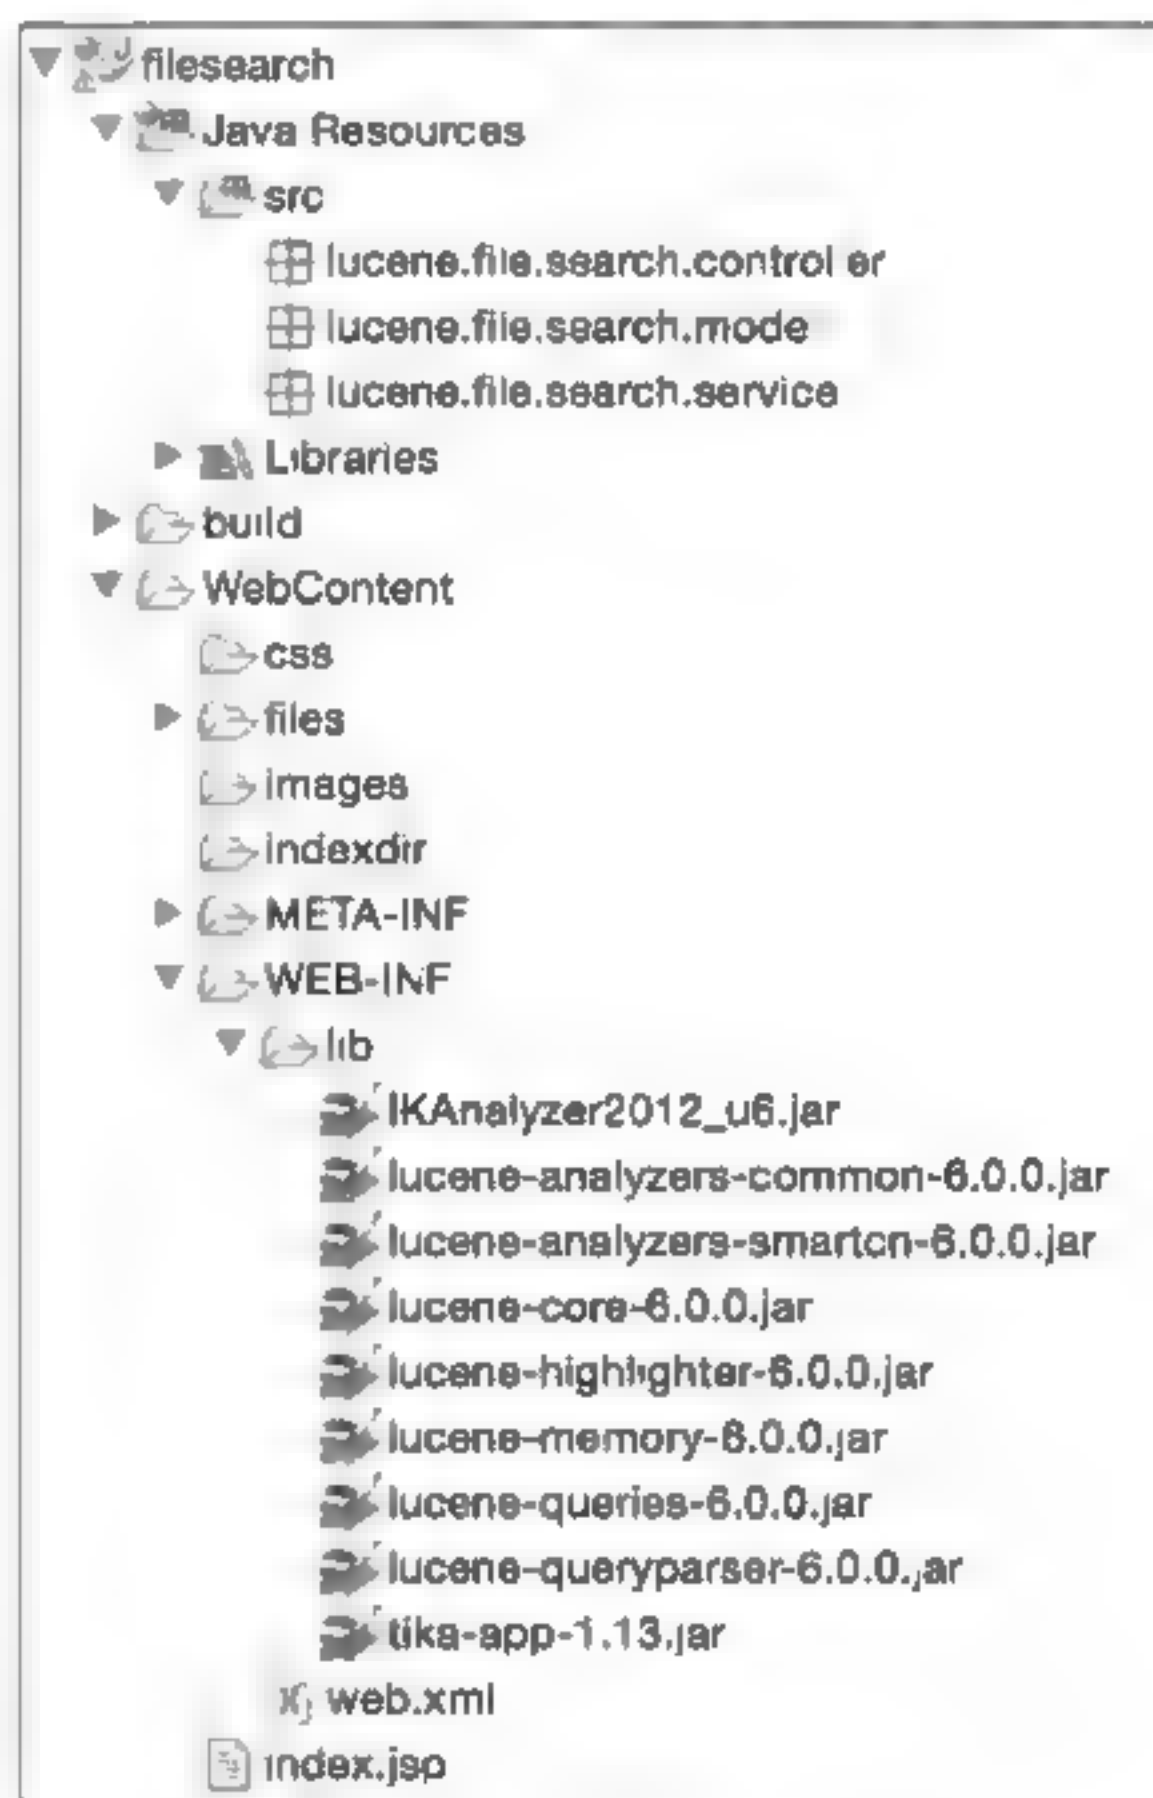 filesearch
Java Resources
src
lucene.file.search.controller
lucene.file.search.mode
lucene.file.search.service
Libraries
build
WebContent
css
files
images
indexdir
META-INF
WEB-INF
lib
IKAnalyzer2012_u6.jar
lucene-analyzers-common-6.0.0.jar
lucene-analyzers-smartcn-6.0.0.jar
lucene-core-6.0.0.jar
lucene-highlighter-6.0.0.jar
lucene-memory-6.0.0.jar
lucene-queries-6.0.0.jar
lucene-queryparser-6.0.0.jar
tika-app-1.13.jar
web.xml
index.jsp